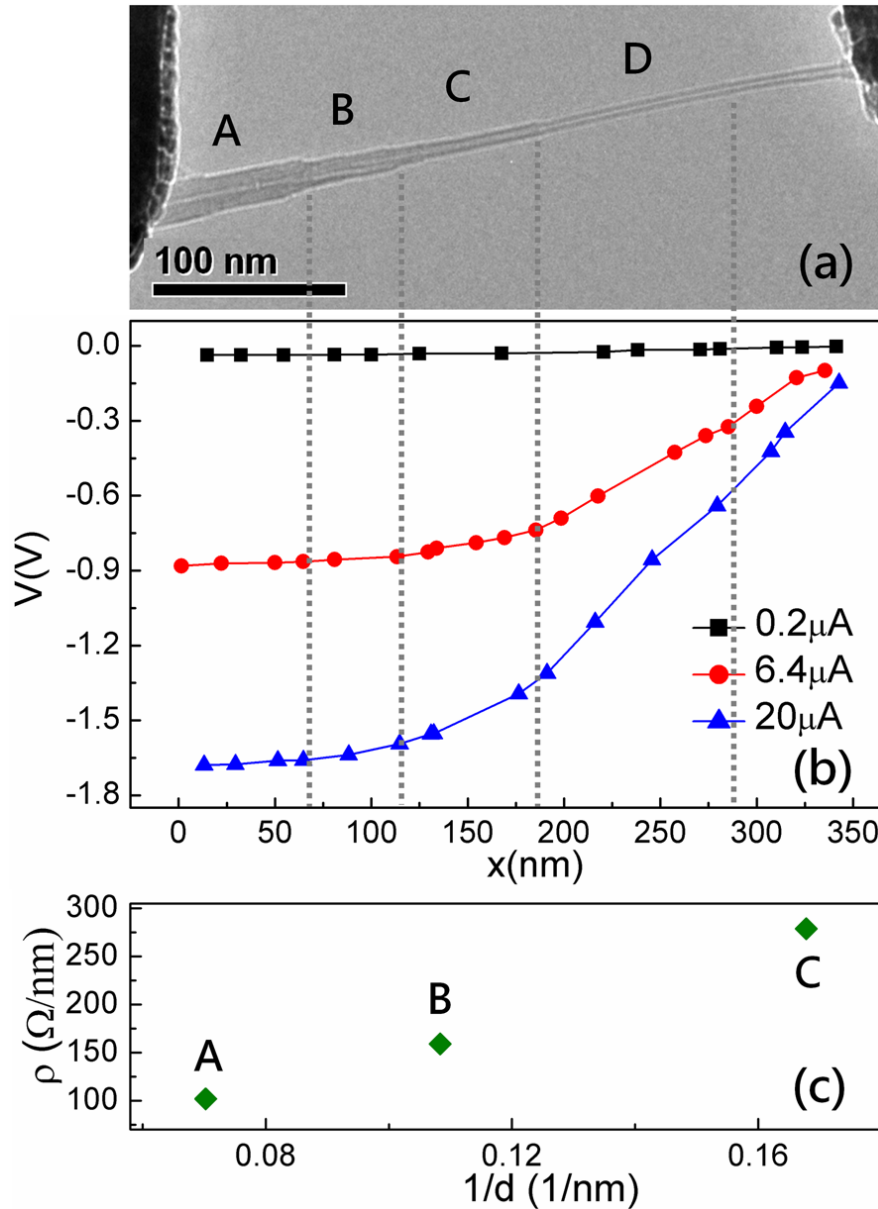 A
B
C
D
100 nm
(a)
0.0
-0.3
-0.6
-0.9
-1.2
-1.5
-1.8
V(V)
0.2μA
6.4μA
20μA
(b)
0 50 100 150 200 250 300 350
x(nm)
300
250
200
150
100
ρ (Ω/nm)
A
B
C
(c)
0.08 0.12 0.16
1/d (1/nm)